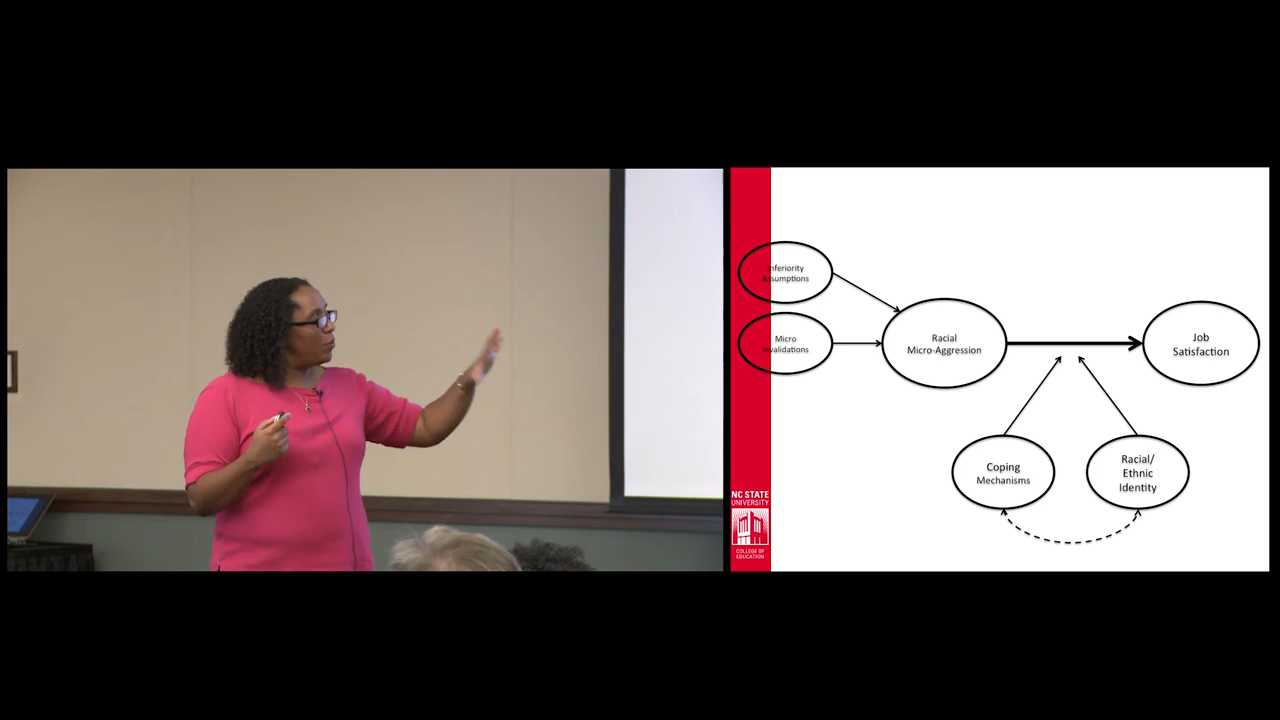 Inferiority
Assumptions
Micro
Invalidations
Racial
Micro-Aggression
Job
Satisfaction
Coping
Mechanisms
Racial/
Ethnic
Identity
NC STATE
UNIVERSITY
COLLEGE OF
EDUCATION